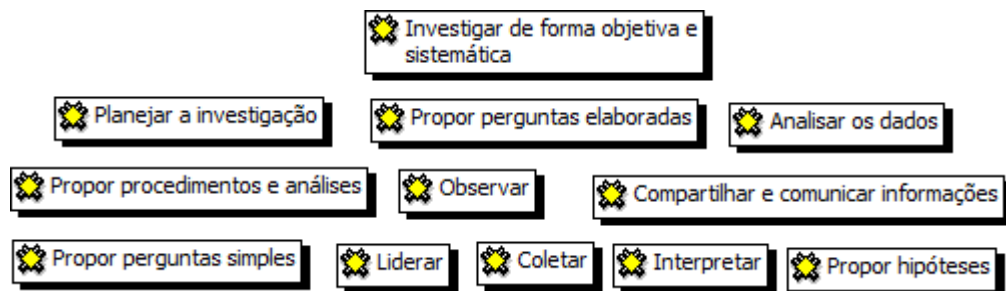 Investigar de forma objetiva e
sistemática
Planejar a investigação
Propor perguntas elaboradas
Analisar os dados
Propor procedimentos e análises
Observar
Compartilhar e comunicar informações
Propor perguntas simples
Liderar
Coletar
Interpretar
Propor hipóteses